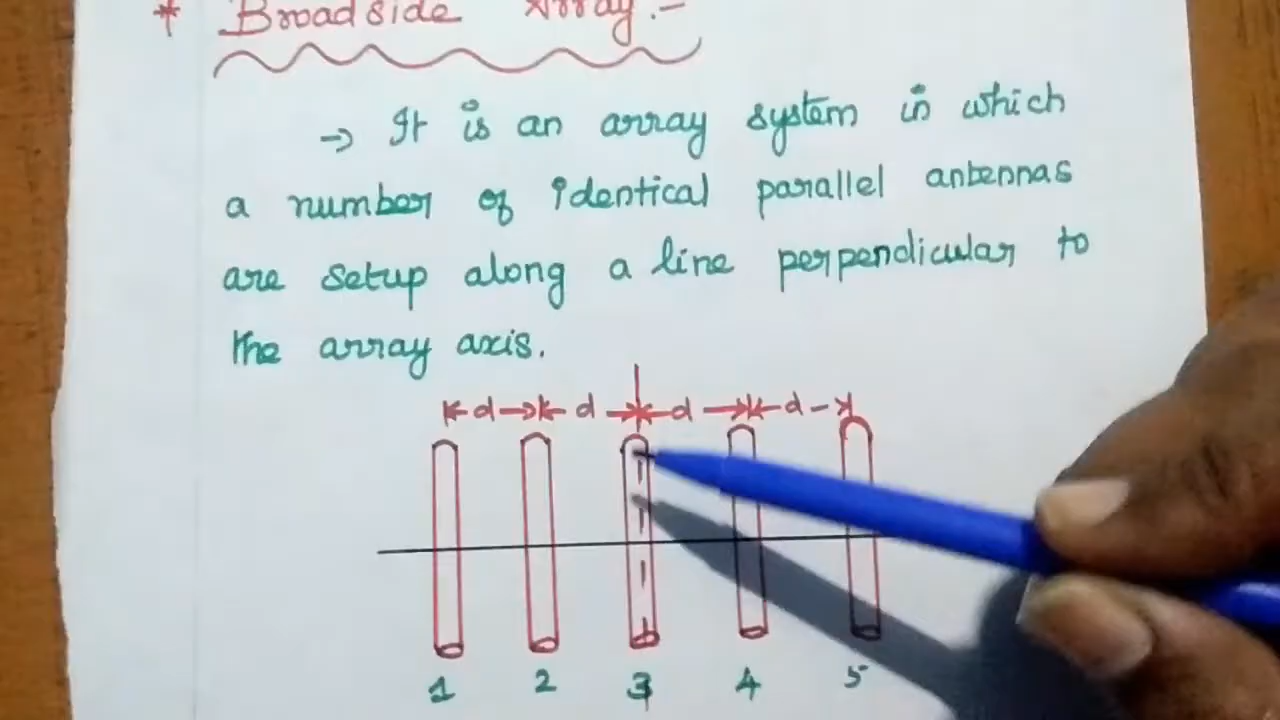 * Broadside Array:-
→ It is an array system in which
a number of identical parallel antennas
are setup along a line perpendicular to
the array axis.
d d d d
1 2 3 4 5